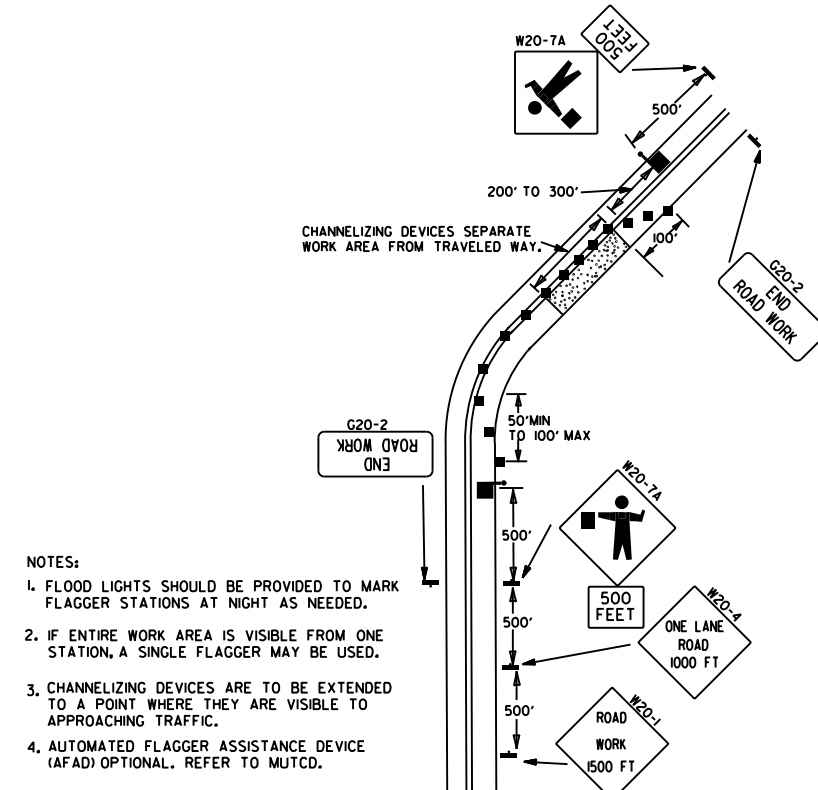 W20-7A
500
FEET
500'
200' TO 300'
CHANNELIZING DEVICES SEPARATE
WORK AREA FROM TRAVELED WAY.
100'
G20-2
END
ROAD WORK
50'MIN
TO 100' MAX
G20-2
END
ROAD WORK
W20-7A
500'
500
FEET
500'
W20-4
ONE LANE
ROAD
1000 FT
500'
W20-1
ROAD
WORK
1500 FT
NOTES:
1. FLOOD LIGHTS SHOULD BE PROVIDED TO MARK
FLAGGER STATIONS AT NIGHT AS NEEDED.
2. IF ENTIRE WORK AREA IS VISIBLE FROM ONE
STATION, A SINGLE FLAGGER MAY BE USED.
3. CHANNELIZING DEVICES ARE TO BE EXTENDED
TO A POINT WHERE THEY ARE VISIBLE TO
APPROACHING TRAFFIC.
4. AUTOMATED FLAGGER ASSISTANCE DEVICE
(AFAD) OPTIONAL. REFER TO MUTCD.